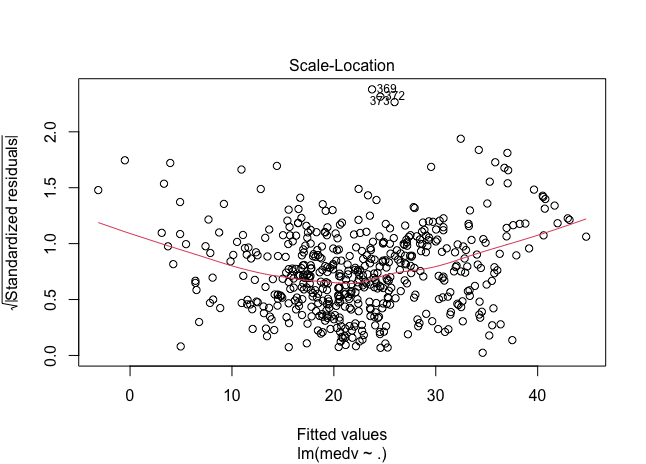 Scale-Location
369
372
373
√|Standardized residuals|
2.0
1.5
1.0
0.5
0.0
0 10 20 30 40
Fitted values
lm(medv ~ .)